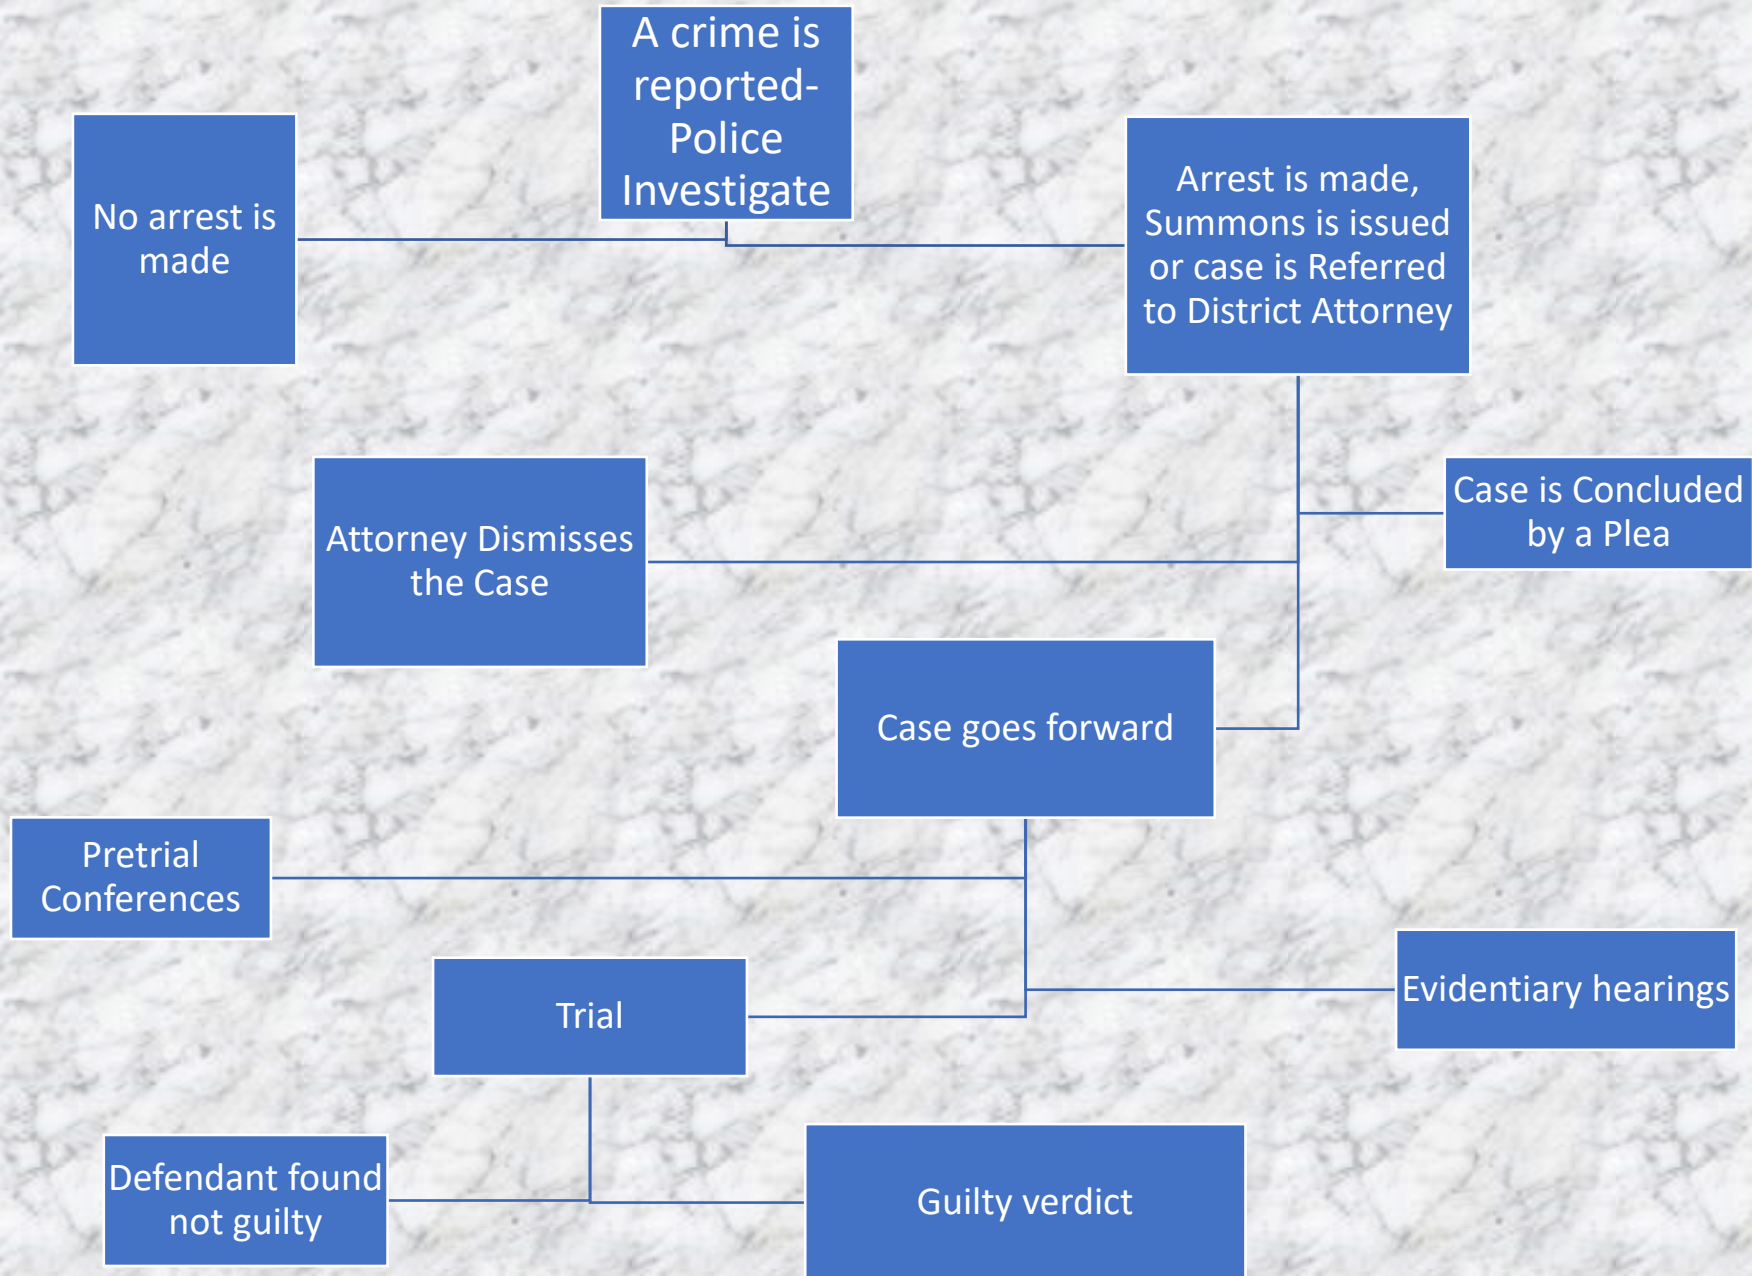 A crime is
reported-
Police
Investigate
No arrest is
made
Arrest is made,
Summons is issued
or case is Referred
to District Attorney
Case is Concluded
by a Plea
Attorney Dismisses
the Case
Case goes forward
Pretrial
Conferences
Evidentiary hearings
Trial
Defendant found
not guilty
Guilty verdict